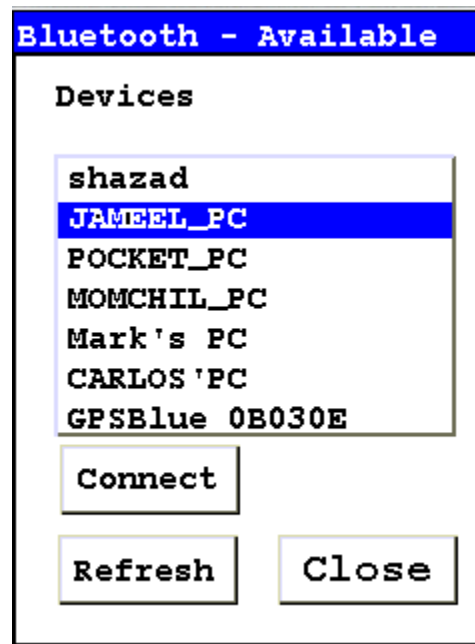 Bluetooth - Available
Devices
shazad
JAMEEL_PC
POCKET_PC
MOMCHIL_PC
Mark's PC
CARLOS'PC
GPSBlue 0B030E
Connect
Refresh Close